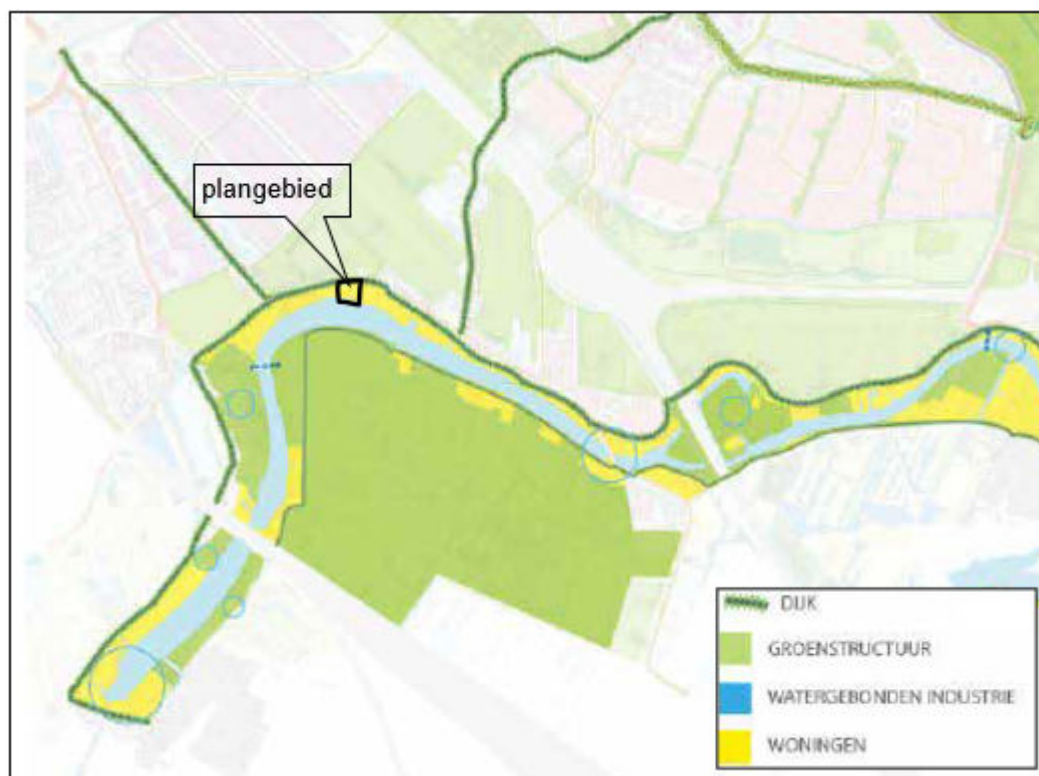 plangebied
DIJK
GROENSTRUCTUUR
WATERGEBONDEN INDUSTRIE
WONINGEN